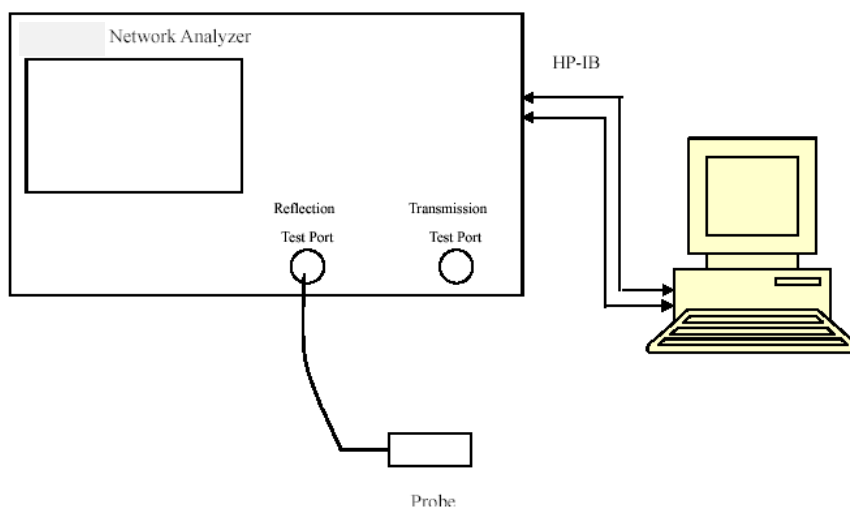 Network Analyzer
HP-IB
Reflection
Test Port
Transmission
Test Port
Probe